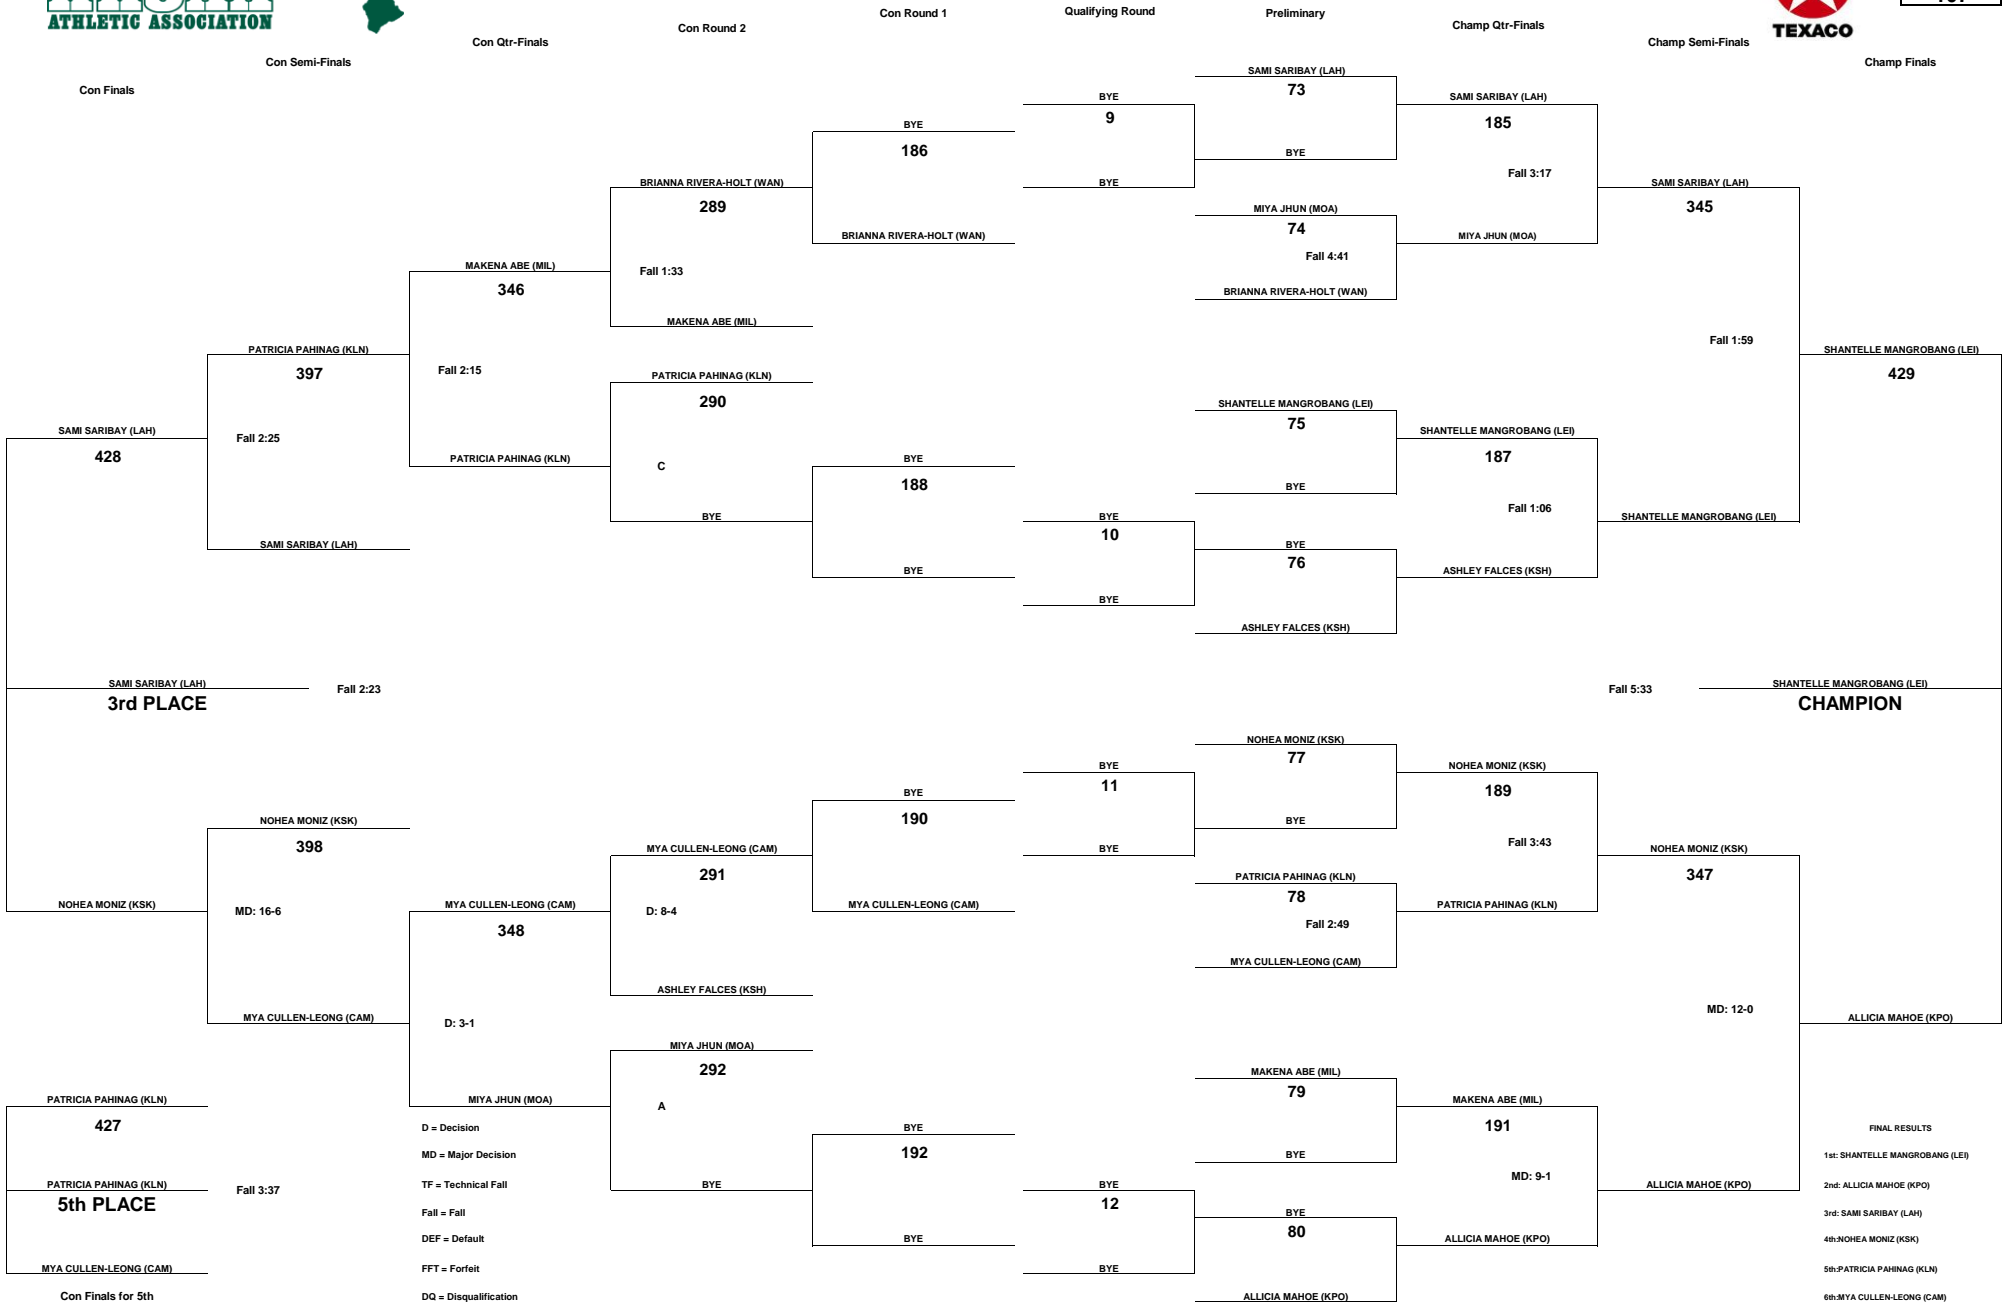 ATHLETIC ASSOCIATION
TEXACO
Con Finals
Con Semi-Finals
Con Qtr-Finals
Con Round 2
Con Round 1
Qualifying Round
Preliminary
Champ Qtr-Finals
Champ Semi-Finals
Champ Finals
SAMI SARIBAY (LAH)
428
NOHEA MONIZ (KSK)
SAMI SARIBAY (LAH)
3rd PLACE
Fall 2:23
PATRICIA PAHINAG (KLN)
427
PATRICIA PAHINAG (KLN)
5th PLACE
Fall 3:37
MYA CULLEN-LEONG (CAM)
Con Finals for 5th
PATRICIA PAHINAG (KLN)
397
Fall 2:25
SAMI SARIBAY (LAH)
NOHEA MONIZ (KSK)
398
MD: 16-6
MYA CULLEN-LEONG (CAM)
MAKENA ABE (MIL)
346
Fall 2:15
PATRICIA PAHINAG (KLN)
MYA CULLEN-LEONG (CAM)
348
D: 3-1
MIYA JHUN (MOA)
D = Decision
MD = Major Decision
TF = Technical Fall
Fall = Fall
DEF = Default
FFT = Forfeit
DQ = Disqualification
BRIANNA RIVERA-HOLT (WAN)
289
Fall 1:33
MAKENA ABE (MIL)
PATRICIA PAHINAG (KLN)
290
C
BYE
MYA CULLEN-LEONG (CAM)
291
D: 8-4
ASHLEY FALCES (KSH)
MIYA JHUN (MOA)
292
A
BYE
BYE
186
BRIANNA RIVERA-HOLT (WAN)
BYE
188
BYE
BYE
190
MYA CULLEN-LEONG (CAM)
BYE
192
BYE
BYE
9
BYE
BYE
10
BYE
BYE
11
BYE
BYE
12
BYE
SAMI SARIBAY (LAH)
73
BYE
MIYA JHUN (MOA)
74
Fall 4:41
BRIANNA RIVERA-HOLT (WAN)
SHANTELLE MANGROBANG (LEI)
75
BYE
BYE
76
ASHLEY FALCES (KSH)
NOHEA MONIZ (KSK)
77
BYE
PATRICIA PAHINAG (KLN)
78
Fall 2:49
MYA CULLEN-LEONG (CAM)
MAKENA ABE (MIL)
79
BYE
BYE
80
ALLICIA MAHOE (KPO)
SAMI SARIBAY (LAH)
185
Fall 3:17
MIYA JHUN (MOA)
SHANTELLE MANGROBANG (LEI)
187
Fall 1:06
ASHLEY FALCES (KSH)
NOHEA MONIZ (KSK)
189
Fall 3:43
PATRICIA PAHINAG (KLN)
MAKENA ABE (MIL)
191
MD: 9-1
ALLICIA MAHOE (KPO)
SAMI SARIBAY (LAH)
345
Fall 1:59
SHANTELLE MANGROBANG (LEI)
NOHEA MONIZ (KSK)
347
MD: 12-0
ALLICIA MAHOE (KPO)
SHANTELLE MANGROBANG (LEI)
429
ALLICIA MAHOE (KPO)
Fall 5:33
SHANTELLE MANGROBANG (LEI)
CHAMPION
FINAL RESULTS
1st: SHANTELLE MANGROBANG (LEI)
2nd: ALLICIA MAHOE (KPO)
3rd: SAMI SARIBAY (LAH)
4th:NOHEA MONIZ (KSK)
5th:PATRICIA PAHINAG (KLN)
6th:MYA CULLEN-LEONG (CAM)